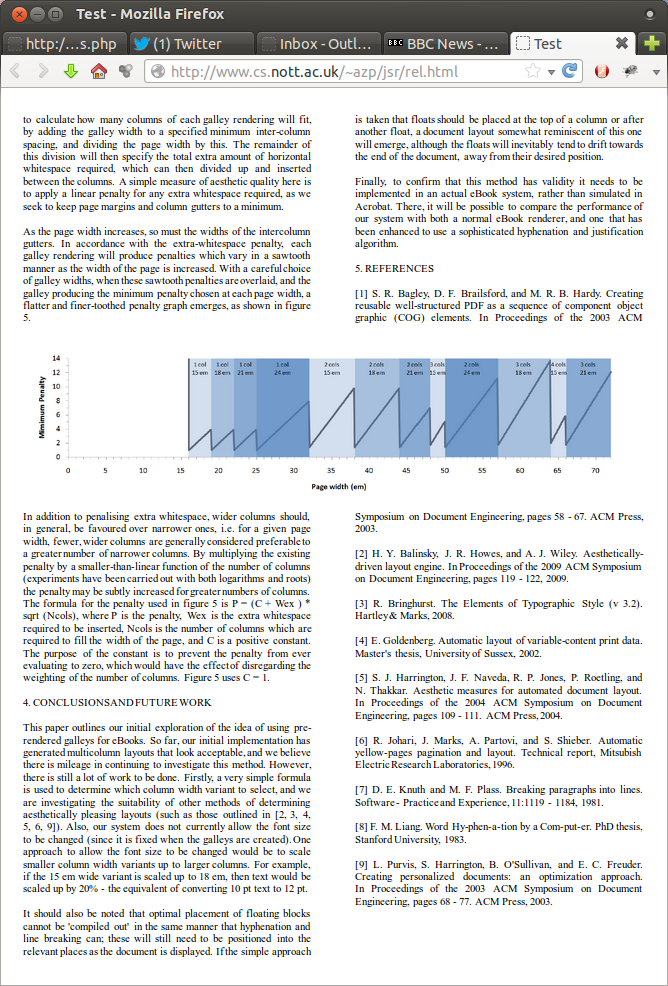 Test - Mozilla Firefox
http:/...s.php
(1) Twitter
Inbox - Outl...
BBC
BBC News - ...
Test
http://www.cs.nott.ac.uk/~azp/jsr/rel.html
to calculate how many columns of each galley rendering will fit,
by adding the galley width to a specified minimum inter-column
spacing, and dividing the page width by this. The remainder of
this division will then specify the total extra amount of horizontal
whitespace required, which can then divided up and inserted
between the columns. A simple measure of aesthetic quality here is
to apply a linear penalty for any extra whitespace required, as we
seek to keep page margins and column gutters to a minimum.
As the page width increases, so must the widths of the intercolumn
gutters. In accordance with the extra-whitespace penalty, each
galley rendering will produce penalties which vary in a sawtooth
manner as the width of the page is increased. With a careful choice
of galley widths, when these sawtooth penalties are overlaid, and the
galley producing the minimum penalty chosen at each page width, a
flatter and finer-toothed penalty graph emerges, as shown in figure
5.
is taken that floats should be placed at the top of a column or after
another float, a document layout somewhat reminiscent of this one
will emerge, although the floats will inevitably tend to drift towards
the end of the document, away from their desired position.
Finally, to confirm that this method has validity it needs to be
implemented in an actual eBook system, rather than simulated in
Acrobat. There, it will be possible to compare the performance of
our system with both a normal eBook renderer, and one that has
been enhanced to use a sophisticated hyphenation and justification
algorithm.
5. REFERENCES
[1] S. R. Bagley, D. F. Brailsford, and M. R. B. Hardy. Creating
reusable well-structured PDF as a sequence of component object
graphic (COG) elements. In Proceedings of the 2003 ACM
Mimimum Penalty
14
12
10
8
6
4
2
0
1 col 1 col 1 col 1 col 2 cols 2 cols 2 cols 3 cols 2 cols 3 cols 4 cols 3 cols
15 em 18 em 21 em 24 em 15 em 18 em 21 em 15 em 24 em 18 em 15 em 21 em
0 5 10 15 20 25 30 35 40 45 50 55 60 65 70
Page width (em)
In addition to penalising extra whitespace, wider columns should,
in general, be favoured over narrower ones, i.e. for a given page
width, fewer, wider columns are generally considered preferable to
a greater number of narrower columns. By multiplying the existing
penalty by a smaller-than-linear function of the number of columns
(experiments have been carried out with both logarithms and roots)
the penalty may be subtly increased for greater numbers of columns.
The formula for the penalty used in figure 5 is P = (C + Wex ) *
sqrt (Ncols), where P is the penalty, Wex is the extra whitespace
required to be inserted, Ncols is the number of columns which are
required to fill the width of the page, and C is a positive constant.
The purpose of the constant is to prevent the penalty from ever
evaluating to zero, which would have the effect of disregarding the
weighting of the number of columns. Figure 5 uses C = 1.
4. CONCLUSIONS AND FUTURE WORK
This paper outlines our initial exploration of the idea of using pre-
rendered galleys for eBooks. So far, our initial implementation has
generated multicolumn layouts that look acceptable, and we believe
there is mileage in continuing to investigate this method. However,
there is still a lot of work to be done. Firstly, a very simple formula
is used to determine which column width variant to select, and we
are investigating the suitability of other methods of determining
aesthetically pleasing layouts (such as those outlined in [2, 3, 4,
5, 6, 9]). Also, our system does not currently allow the font size
to be changed (since it is fixed when the galleys are created). One
approach to allow the font size to be changed would be to scale
smaller column width variants up to larger columns. For example,
if the 15 em wide variant is scaled up to 18 em, then text would be
scaled up by 20% - the equivalent of converting 10 pt text to 12 pt.
It should also be noted that optimal placement of floating blocks
cannot be 'compiled out' in the same manner that hyphenation and
line breaking can; these will still need to be positioned into the
relevant places as the document is displayed. If the simple approach
Symposium on Document Engineering, pages 58 - 67. ACM Press,
2003.
[2] H. Y. Balinsky, J. R. Howes, and A. J. Wiley. Aesthetically-
driven layout engine. In Proceedings of the 2009 ACM Symposium
on Document Engineering, pages 119 - 122, 2009.
[3] R. Bringhurst. The Elements of Typographic Style (v 3.2).
Hartley & Marks, 2008.
[4] E. Goldenberg. Automatic layout of variable-content print data.
Master's thesis, University of Sussex, 2002.
[5] S. J. Harrington, J. F. Naveda, R. P. Jones, P. Roetling, and
N. Thakkar. Aesthetic measures for automated document layout.
In Proceedings of the 2004 ACM Symposium on Document
Engineering, pages 109 - 111. ACM Press, 2004.
[6] R. Johari, J. Marks, A. Partovi, and S. Shieber. Automatic
yellow-pages pagination and layout. Technical report, Mitsubish
Electric Research Laboratories, 1996.
[7] D. E. Knuth and M. F. Plass. Breaking paragraphs into lines.
Software - Practice and Experience, 11:1119 - 1184, 1981.
[8] F. M. Liang. Word Hy-phen-a-tion by a Com-put-er. PhD thesis,
Stanford University, 1983.
[9] L. Purvis, S. Harrington, B. O'Sullivan, and E. C. Freuder.
Creating personalized documents: an optimization approach.
In Proceedings of the 2003 ACM Symposium on Document
Engineering, pages 68 - 77. ACM Press, 2003.